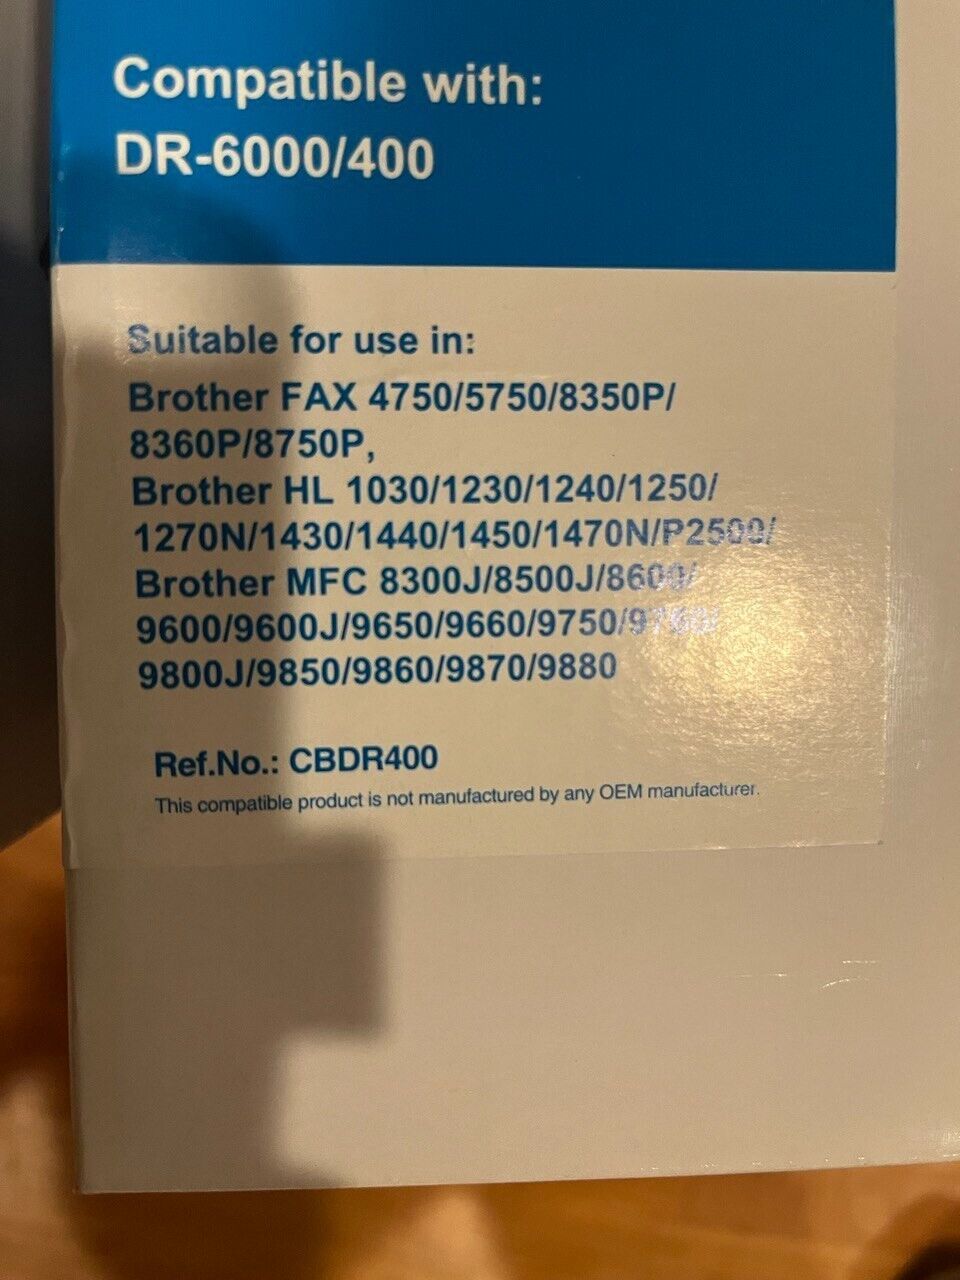 Compatible with:
DR-6000/400
Suitable for use in:
Brother FAX 4750/5750/8350P/
8360P/8750P,
Brother HL 1030/1230/1240/1250/
1270N/1430/1440/1450/1470N/P2500/
Brother MFC 8300J/8500J/8600/
9600/9600J/9650/9660/9750/9760/
9800J/9850/9860/9870/9880
Ref.No.: CBDR400
This compatible product is not manufactured by any OEM manufacturer.